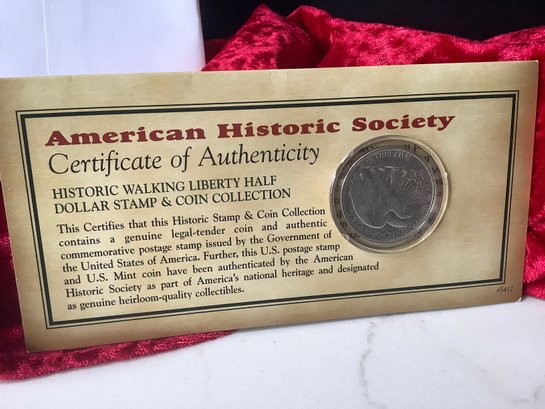 American Historic Society
Certificate of Authenticity
HISTORIC WALKING LIBERTY HALF
DOLLAR STAMP & COIN COLLECTION
This Certifies that this Historic Stamp & Coin Collection
contains a genuine legal-tender coin and authentic
commemorative postage stamp issued by the Government of
the United States of America. Further, this U.S. postage stamp
and U.S. Mint coin have been authenticated by the American
Historic Society as part of America's national heritage and designated
as genuine heirloom-quality collectibles.